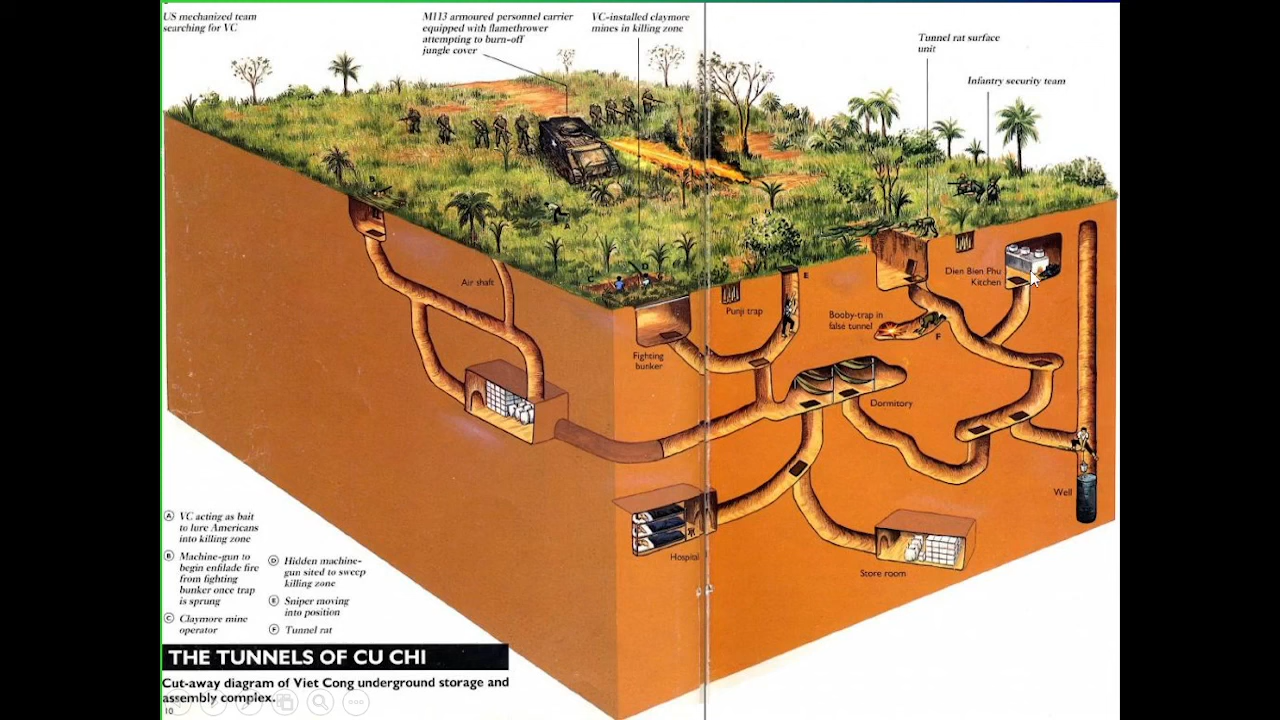 US mechanized team
searching for VC
M113 armoured personnel carrier
equipped with flamethrower
attempting to burn-off
jungle cover
VC-installed claymore
mines in killing zone
Tunnel rat surface
unit
Infantry security team
Air shaft
Fighting
bunker
Punji trap
E
Booby-trap in
false tunnel
F
Dien Bien Phu
Kitchen
Dormitory
Well
Hospital
Store room
A VC acting as bait
to lure Americans
into killing zone
B Machine-gun to
begin enfilade fire
from fighting
bunker once trap
is sprung
C Claymore mine
operator
D Hidden machine-
gun sited to sweep
killing zone
E Sniper moving
into position
F Tunnel rat
THE TUNNELS OF CU CHI
Cut-away diagram of Viet Cong underground storage and
assembly complex.
10